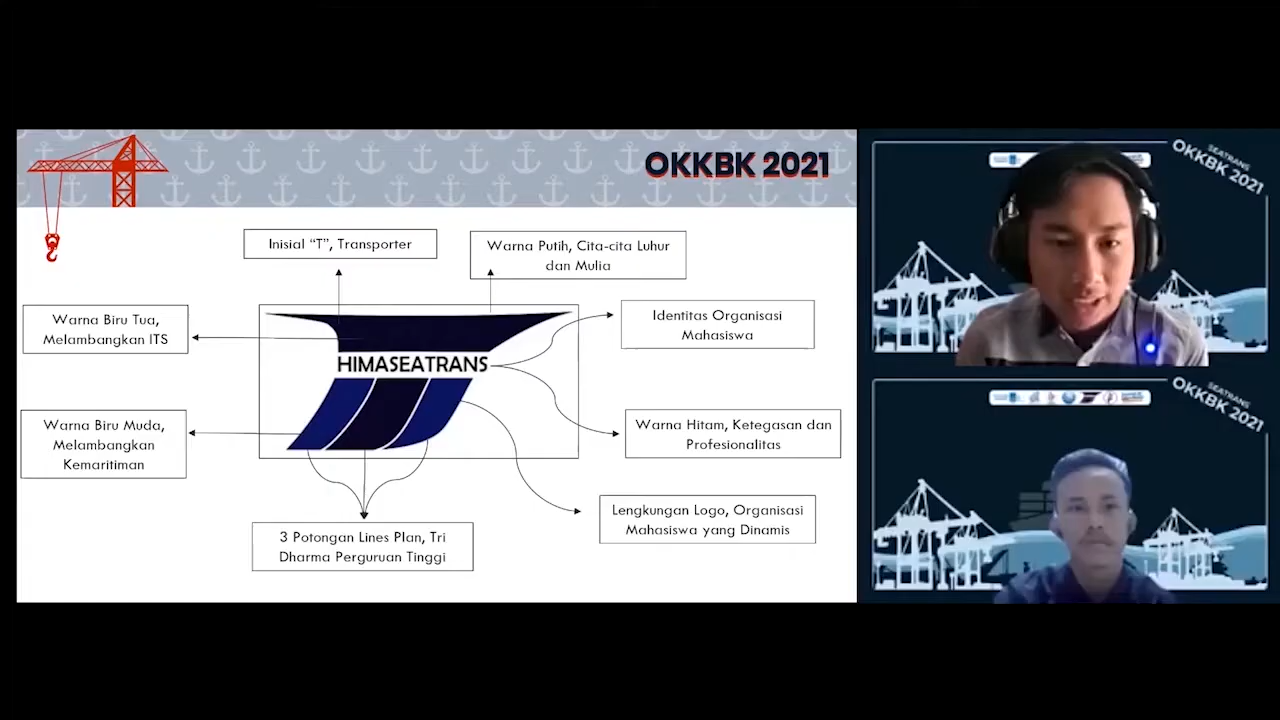 OKKBK 2021
Inisial “T”, Transporter
Warna Putih, Cita-cita Luhur
dan Mulia
Warna Biru Tua,
Melambangkan ITS
Identitas Organisasi
Mahasiswa
HIMASEATRANS
Warna Biru Muda,
Melambangkan
Kemaritiman
Warna Hitam, Ketegasan dan
Profesionalitas
Lengkungan Logo, Organisasi
Mahasiswa yang Dinamis
3 Potongan Lines Plan, Tri
Dharma Perguruan Tinggi
SEATRANS
OKKBK 2021
SEATRANS
OKKBK 2021